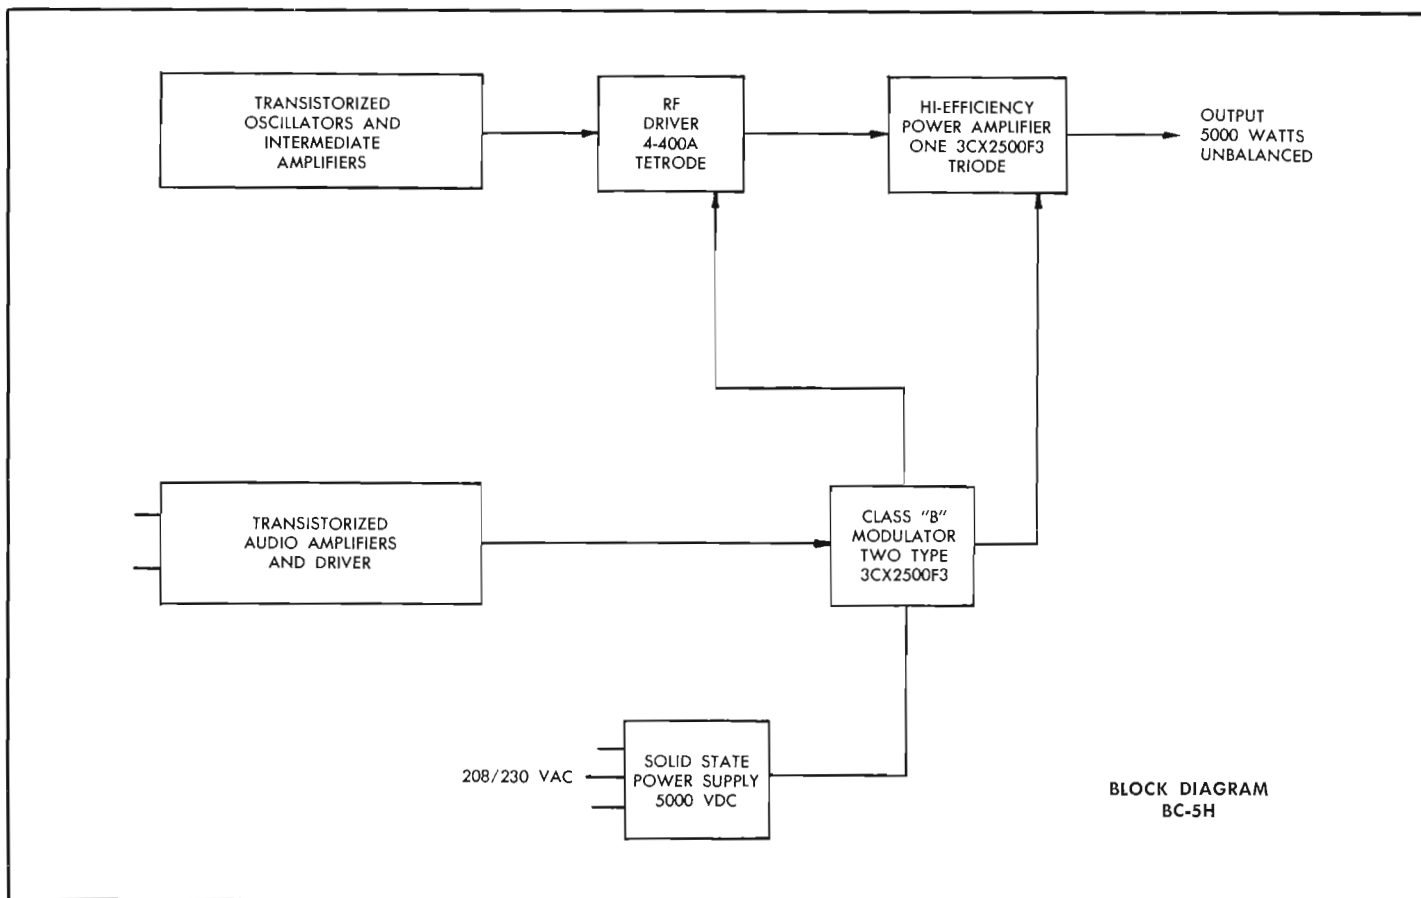 TRANSISTORIZED
OSCILLATORS AND
INTERMEDIATE
AMPLIFIERS
RF
DRIVER
4-400A
TETRODE
HI-EFFICIENCY
POWER AMPLIFIER
ONE 3CX2500F3
TRIODE
OUTPUT
5000 WATTS
UNBALANCED
TRANSISTORIZED
AUDIO AMPLIFIERS
AND DRIVER
CLASS "B"
MODULATOR
TWO TYPE
3CX2500F3
208/230 VAC
SOLID STATE
POWER SUPPLY
5000 VDC
BLOCK DIAGRAM
BC-5H